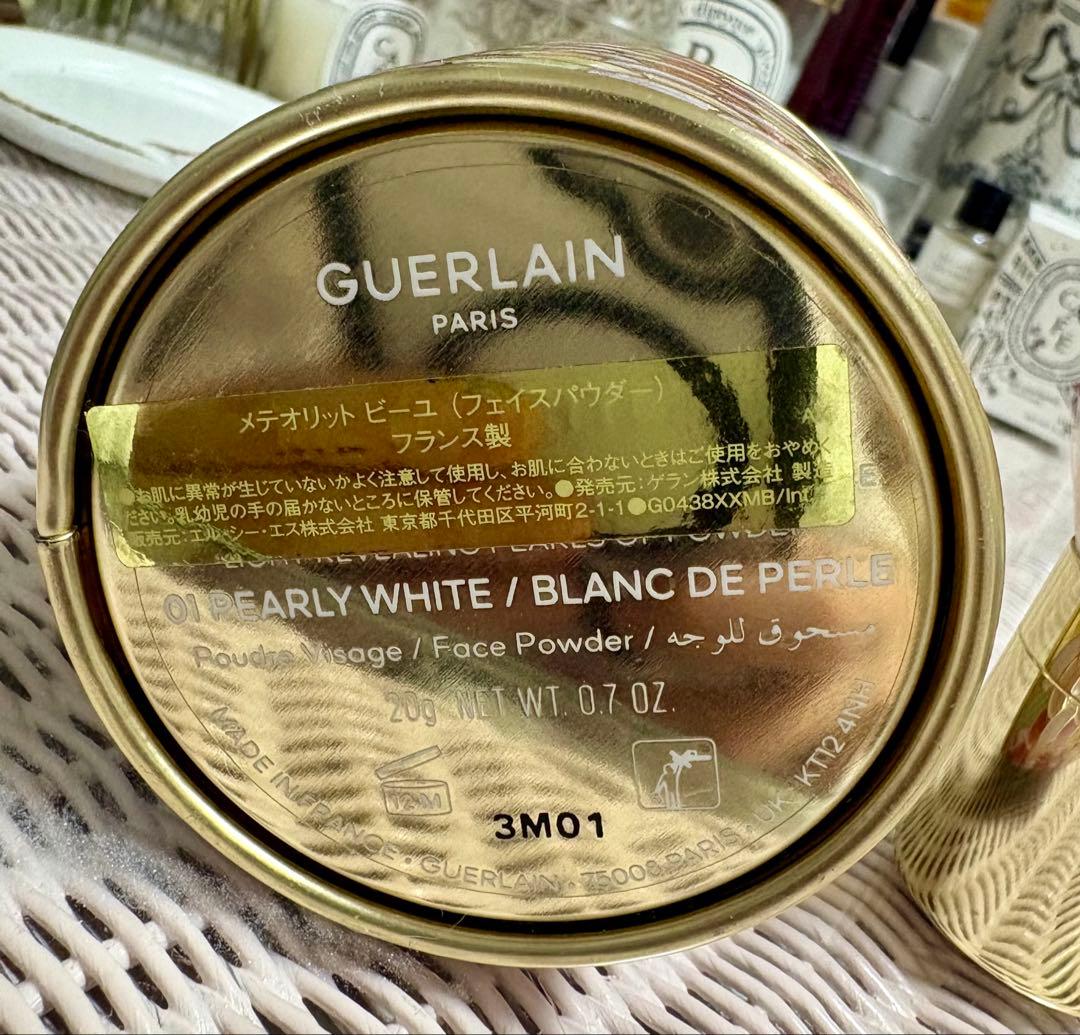 GUERLAIN
PARIS
メテオリット ビーユ（フェイスパウダー）
フランス製
●お肌に異常が生じていないかよく注意して使用し、お肌に合わないときはご使用をおやめく
ださい。乳幼児の手の届かないところに保管してください。●発売元：ゲラン株式会社 製造
販売元：エル・シー・エス株式会社 東京都千代田区平河町2-1-1●G0438XXMB/Int
LIGHT REVEALING PEARLS OF POWDER
01 PEARLY WHITE / BLANC DE PERLE
Poudre Visage / Face Powder / مسحوق للوجه
20g NET WT. 0.7 OZ.
12M
3M01
MADE IN FRANCE • GUERLAIN • 75008 PARIS • UK: KT12 4NH